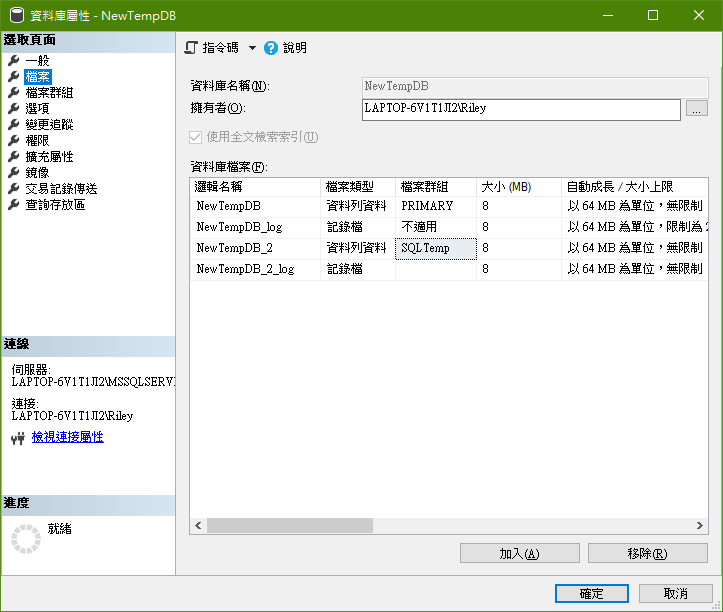 資料庫屬性 - NewTempDB
選取頁面
一般
檔案
檔案群組
選項
變更追蹤
權限
擴充屬性
鏡像
交易記錄傳送
查詢存放區
連線
伺服器:
LAPTOP-6V1T1JI2\MSSQLSERV
連接:
LAPTOP-6V1T1JI2\Riley
檢視連接屬性
進度
就緒
指令碼 說明
資料庫名稱(N): NewTempDB
擁有者(O): LAPTOP-6V1T1JI2\Riley ...
使用全文檢索索引(U)
資料庫檔案(F):
邏輯名稱 檔案類型 檔案群組 大小 (MB) 自動成長 / 大小上限
NewTempDB 資料列資料 PRIMARY 8 以 64 MB 為單位，無限制
NewTempDB_log 記錄檔 不適用 8 以 64 MB 為單位，限制為 2
NewTempDB_2 資料列資料 SQLTemp 8 以 64 MB 為單位，無限制
NewTempDB_2_log 記錄檔 8 以 64 MB 為單位，無限制
加入(A) 移除(R)
確定 取消